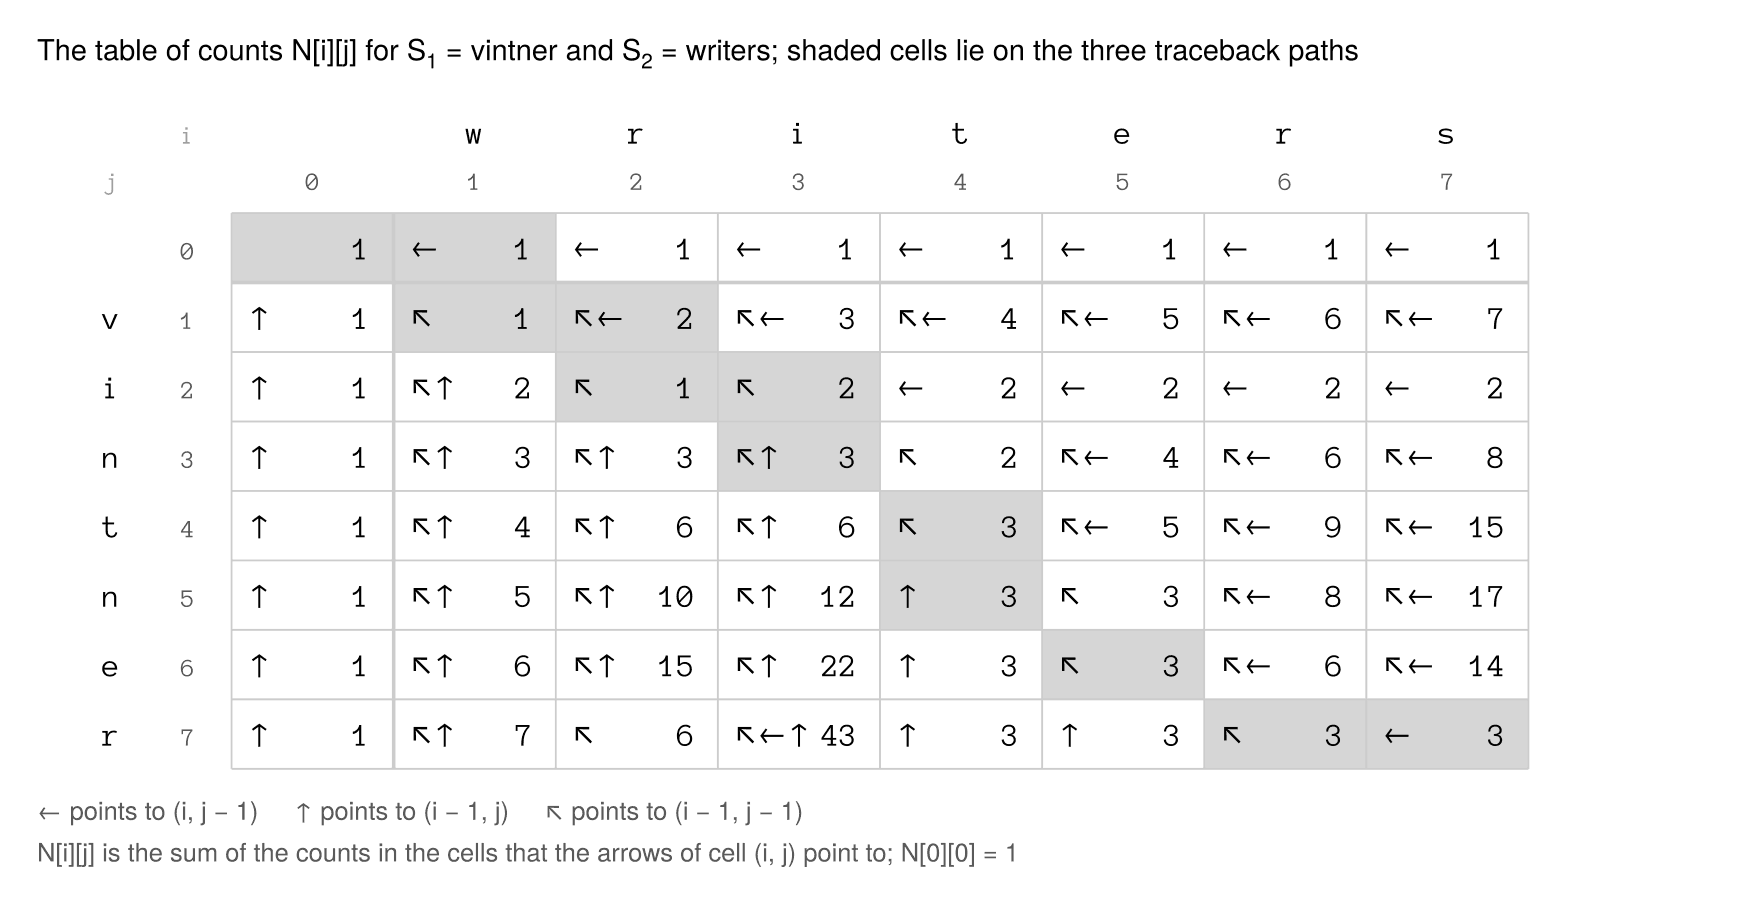 The table of counts N[i][j] for S₁ = vintner and S₂ = writers; shaded cells lie on the three traceback paths
i w r i t e r s
j 0 1 2 3 4 5 6 7
0 1 ← 1 ← 1 ← 1 ← 1 ← 1 ← 1 ← 1
v 1 ↑ 1 ↖ 1 ↖← 2 ↖← 3 ↖← 4 ↖← 5 ↖← 6 ↖← 7
i 2 ↑ 1 ↖↑ 2 ↖ 1 ↖ 2 ← 2 ← 2 ← 2 ← 2
n 3 ↑ 1 ↖↑ 3 ↖↑ 3 ↖↑ 3 ↖ 2 ↖← 4 ↖← 6 ↖← 8
t 4 ↑ 1 ↖↑ 4 ↖↑ 6 ↖↑ 6 ↖ 3 ↖← 5 ↖← 9 ↖← 15
n 5 ↑ 1 ↖↑ 5 ↖↑ 10 ↖↑ 12 ↑ 3 ↖ 3 ↖← 8 ↖← 17
e 6 ↑ 1 ↖↑ 6 ↖↑ 15 ↖↑ 22 ↑ 3 ↖ 3 ↖← 6 ↖← 14
r 7 ↑ 1 ↖↑ 7 ↖ 6 ↖←↑ 43 ↑ 3 ↑ 3 ↖ 3 ← 3
← points to (i, j − 1) ↑ points to (i − 1, j) ↖ points to (i − 1, j − 1)
N[i][j] is the sum of the counts in the cells that the arrows of cell (i, j) point to; N[0][0] = 1